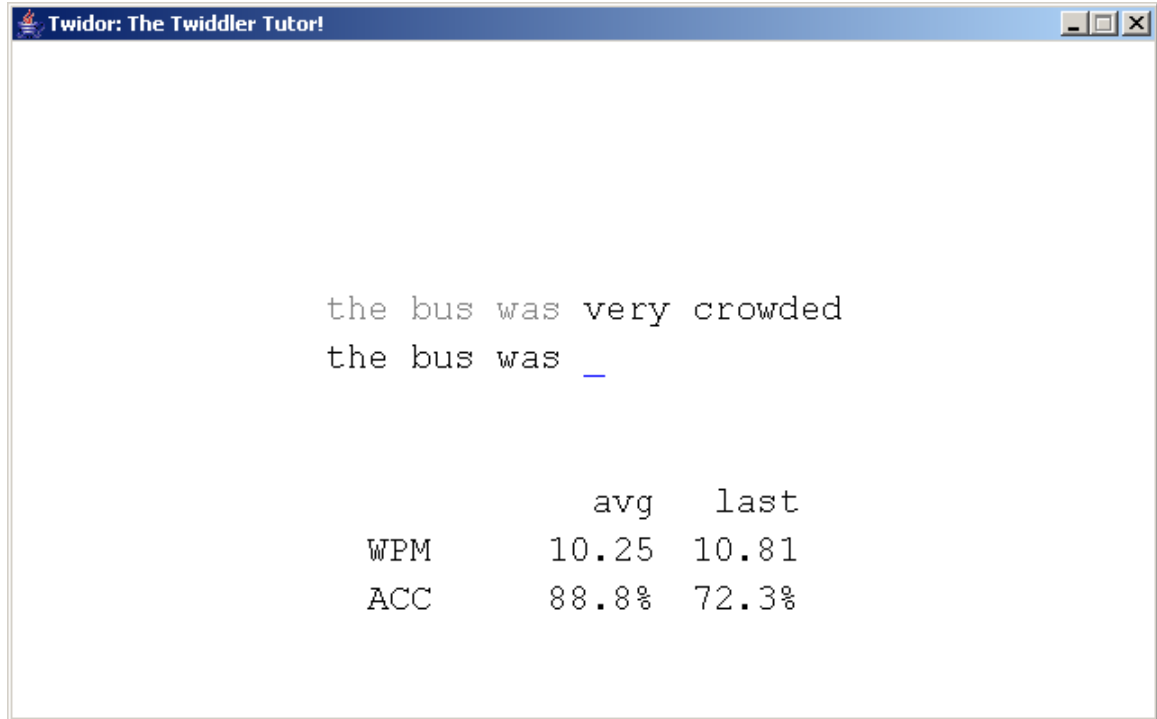 Twidor: The Twiddler Tutor!
the bus was very crowded
the bus was _
avg last
WPM 10.25 10.81
ACC 88.8% 72.3%